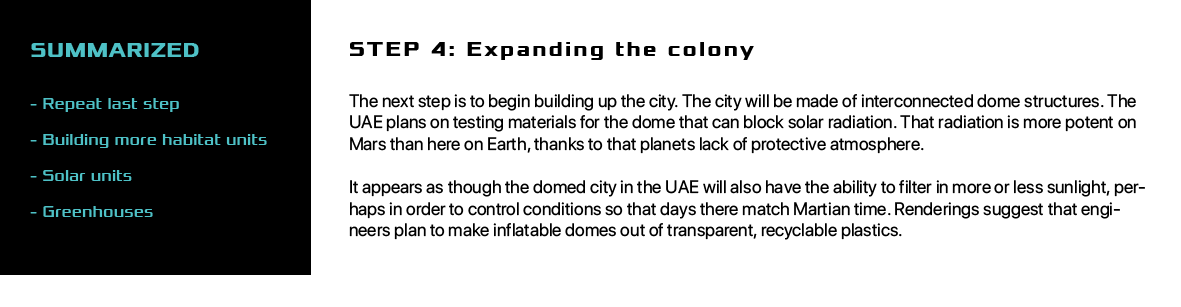 SUMMARIZED
- Repeat last step
- Building more habitat units
- Solar units
- Greenhouses
STEP 4: Expanding the colony
The next step is to begin building up the city. The city will be made of interconnected dome structures. The
UAE plans on testing materials for the dome that can block solar radiation. That radiation is more potent on
Mars than here on Earth, thanks to that planets lack of protective atmosphere.
It appears as though the domed city in the UAE will also have the ability to filter in more or less sunlight, per-
haps in order to control conditions so that days there match Martian time. Renderings suggest that engi-
neers plan to make inflatable domes out of transparent, recyclable plastics.